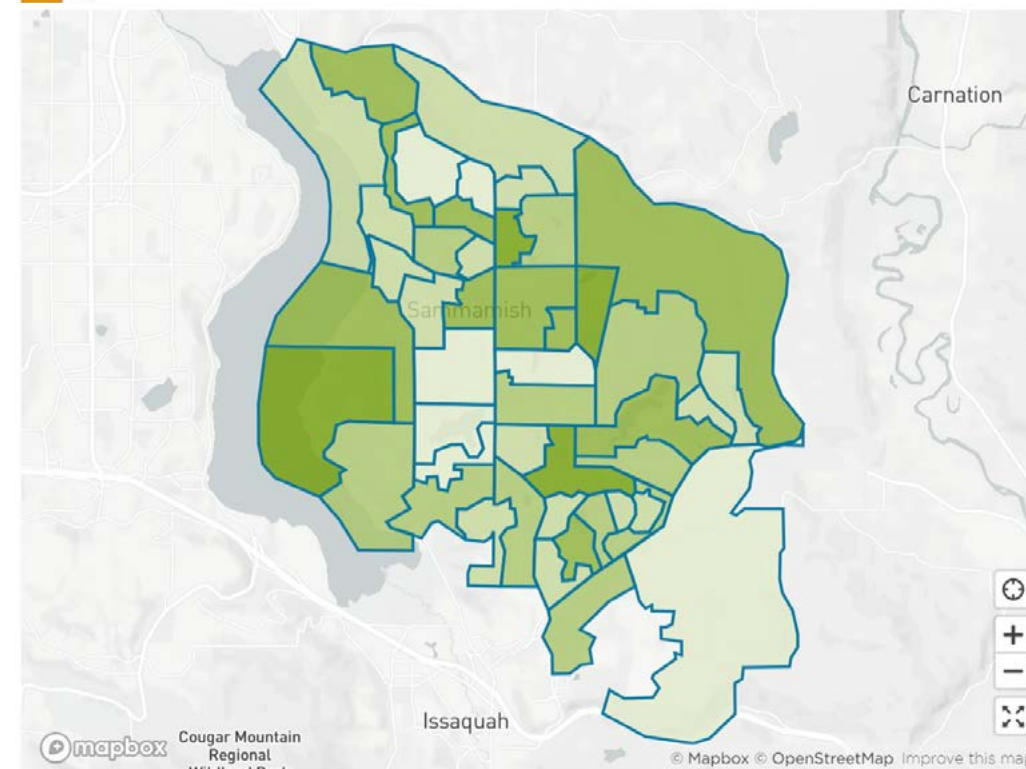 Carnation
Sammamish
Issaquah
Cougar Mountain
Regional
mapbox
© Mapbox © OpenStreetMap Improve this map